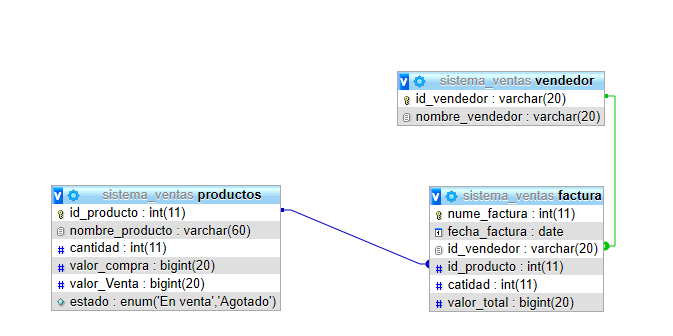 sistema_ventas vendedor
id_vendedor : varchar(20)
nombre_vendedor : varchar(20)
sistema_ventas productos
id_producto : int(11)
nombre_producto : varchar(60)
cantidad : int(11)
valor_compra : bigint(20)
valor_Venta : bigint(20)
estado : enum('En venta','Agotado')
sistema_ventas factura
nume_factura : int(11)
fecha_factura : date
id_vendedor : varchar(20)
id_producto : int(11)
catidad : int(11)
valor_total : bigint(20)